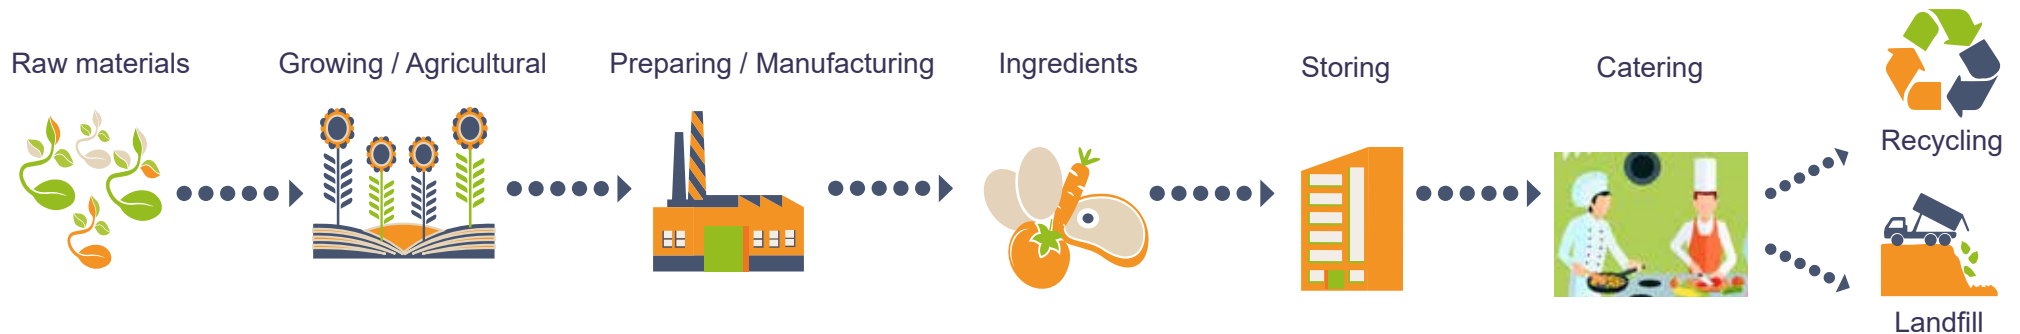 Raw materials
Growing / Agricultural
Preparing / Manufacturing
Ingredients
Storing
Catering
Recycling
Landfill